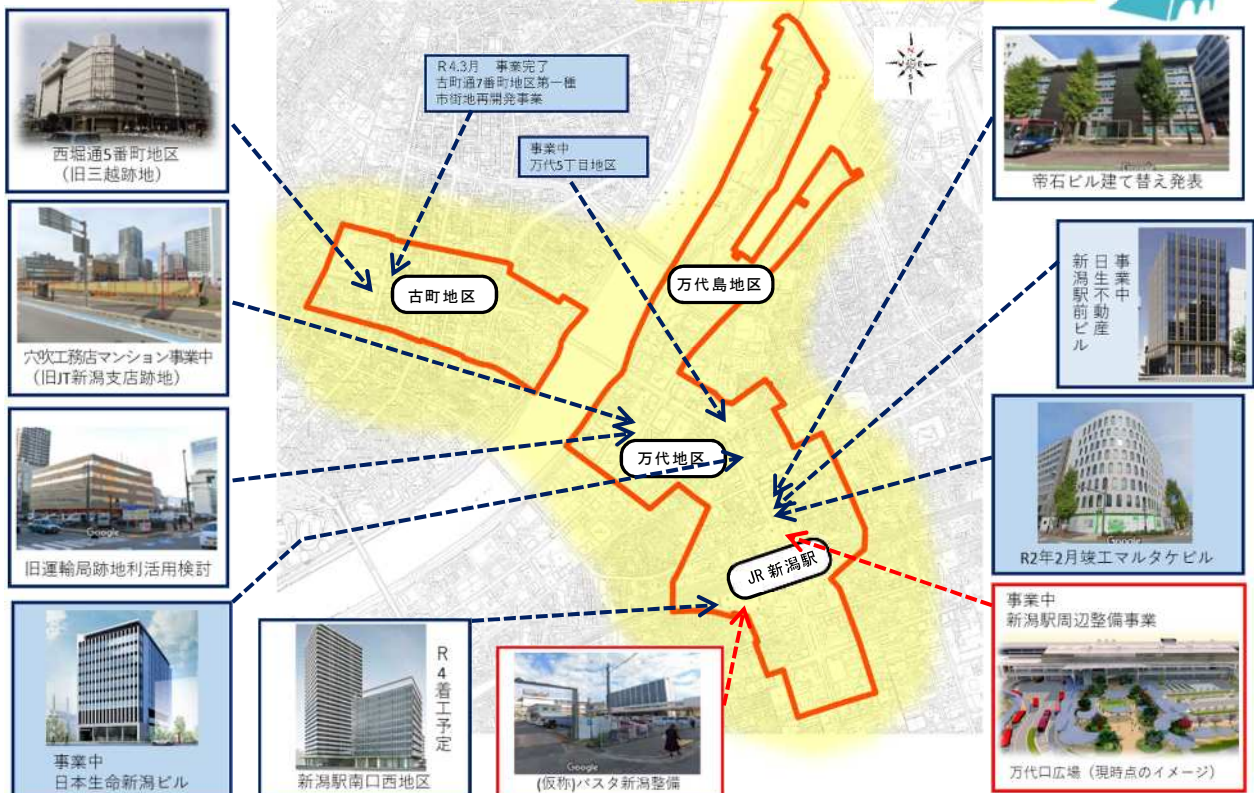 西堀通5番町地区
（旧三越跡地）
R4.3月　事業完了
古町通7番町地区第一種
市街地再開発事業
事業中
万代5丁目地区
N
E
S
帝石ビル建て替え発表
穴吹工務店マンション事業中
（旧JT新潟支店跡地）
古町地区
万代島地区
事業中
日生不動産
新潟駅前ビル
Google
旧運輸局跡地利活用検討
万代地区
JR 新潟駅
R2年2月竣工マルタケビル
事業中
日本生命新潟ビル
R4着工予定
新潟駅南口西地区
Google
(仮称)バスタ新潟整備
事業中
新潟駅周辺整備事業
万代口広場（現時点のイメージ）